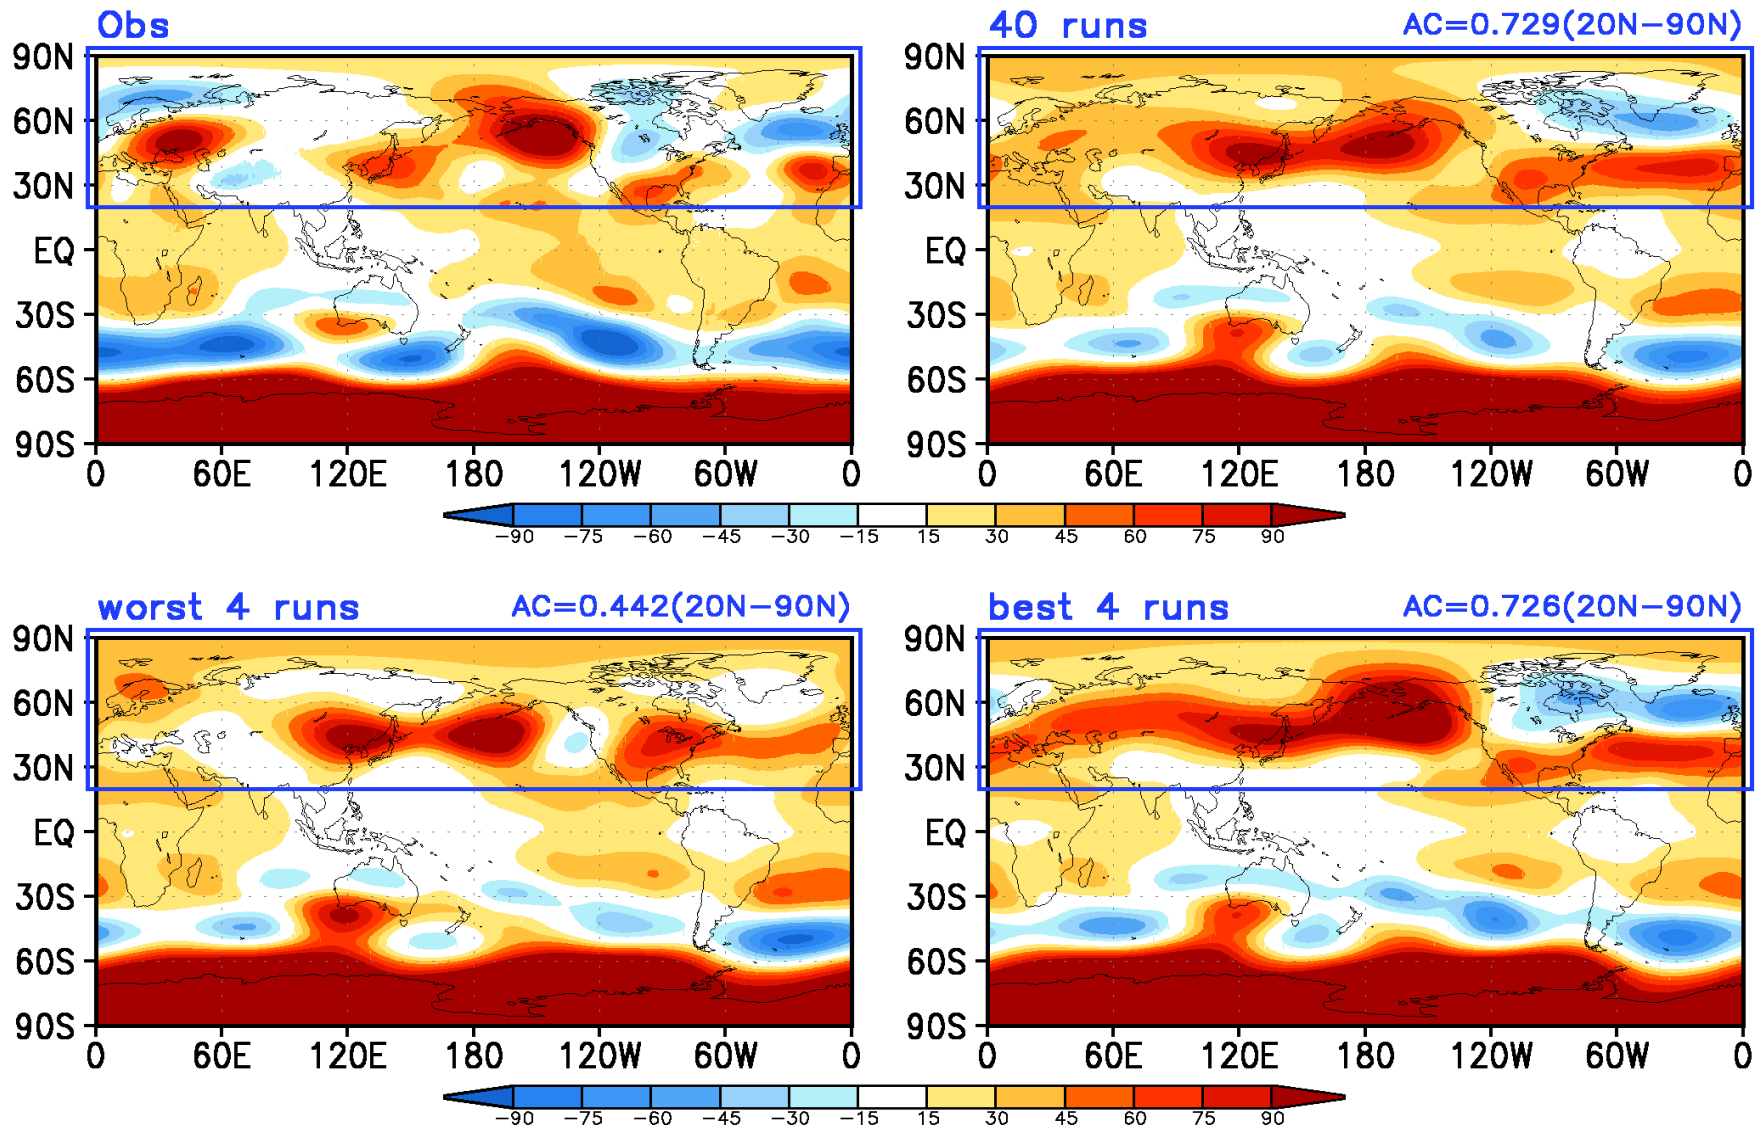 Obs
40 runs AC=0.729(20N−90N)
90N 90N
60N 60N
30N 30N
EQ EQ
30S 30S
60S 60S
90S 90S
0 60E 120E 180 120W 60W 0 0 60E 120E 180 120W 60W 0
−90 −75 −60 −45 −30 −15 15 30 45 60 75 90
worst 4 runs AC=0.442(20N−90N) best 4 runs AC=0.726(20N−90N)
90N 90N
60N 60N
30N 30N
EQ EQ
30S 30S
60S 60S
90S 90S
0 60E 120E 180 120W 60W 0 0 60E 120E 180 120W 60W 0
−90 −75 −60 −45 −30 −15 15 30 45 60 75 90